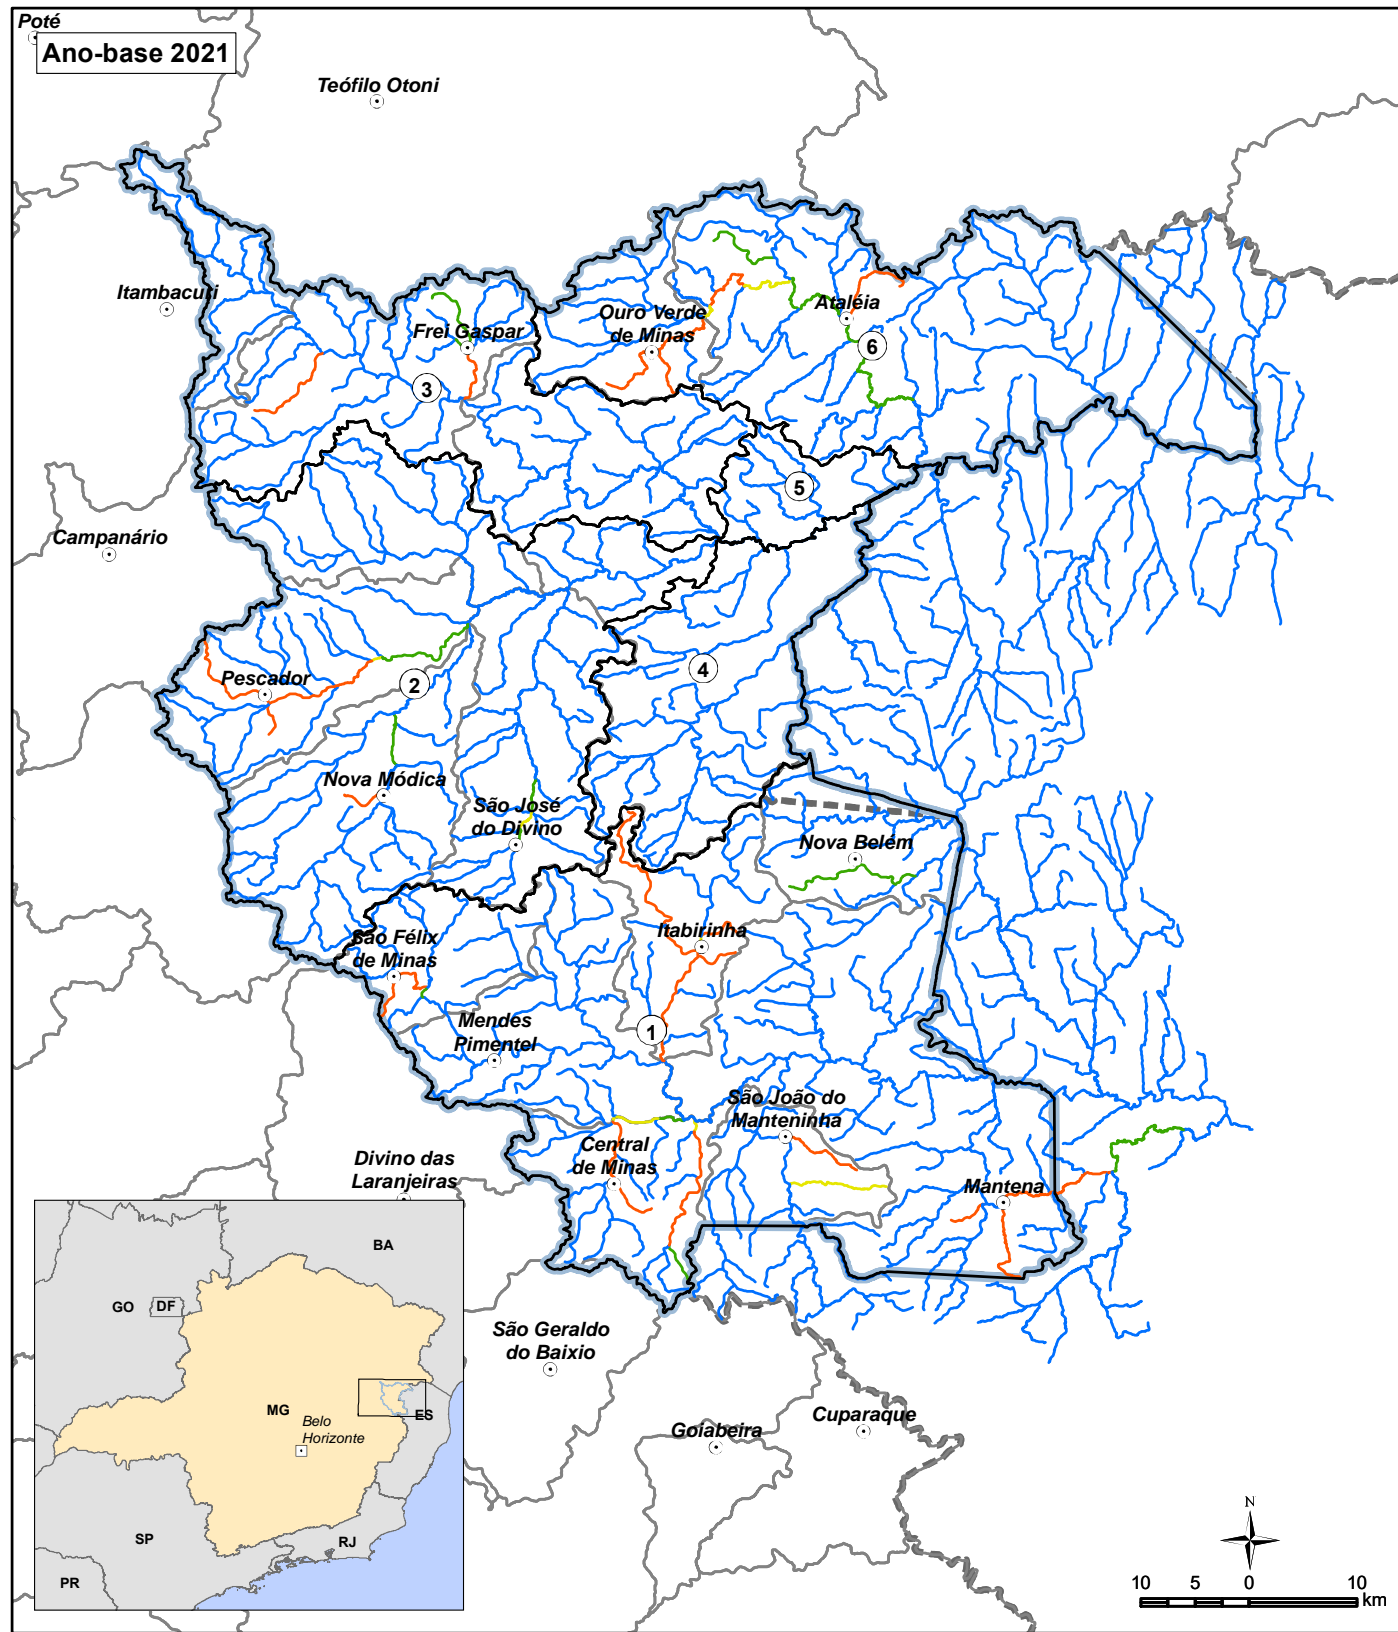 Poté
Ano-base 2021
Teófilo Otoni
Itambacuri
Frei Gaspar
Ouro Verde
de Minas
Ataléia
6
3
5
Campanário
4
Pescador
2
Nova Módica
São José
do Divino
Nova Belém
São Félix
de Minas
Itabirinha
Mendes
Pimentel
1
São João do
Manteninha
Central
de Minas
Divino das
Laranjeiras
Mantena
São Geraldo
do Baixio
Goiabeira
Cuparaque
BA
GO
DF
MG
Belo
Horizonte
ES
SP
RJ
PR
N
10 5 0 10
km